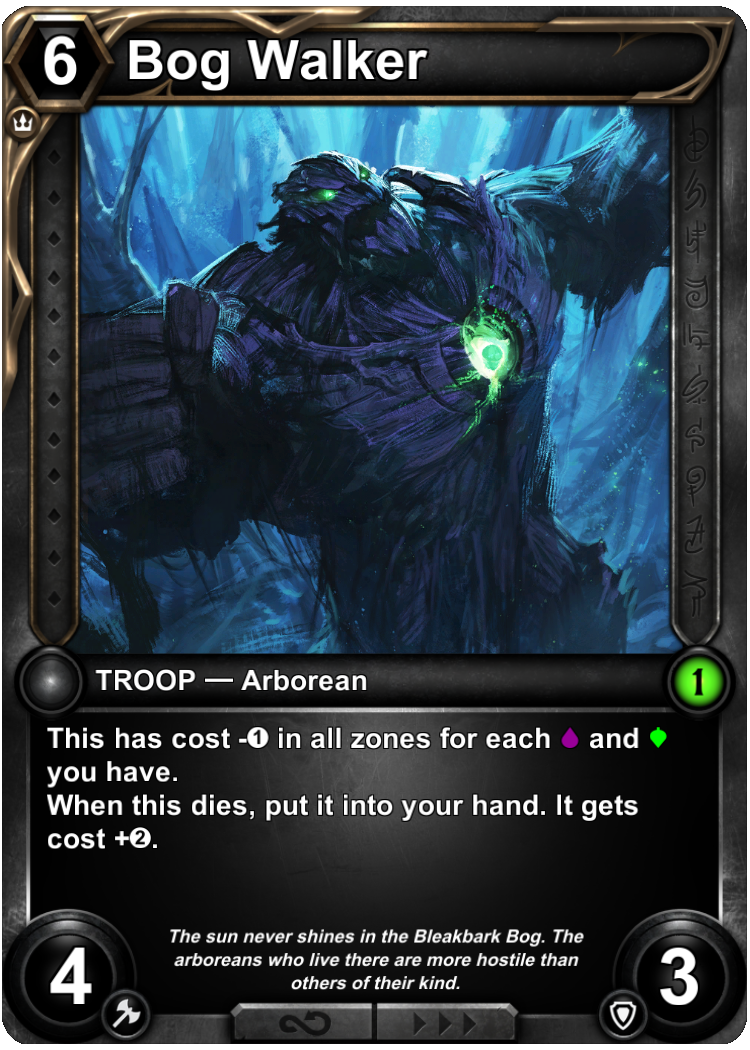 6 Bog Walker
TROOP — Arborean
1
This has cost -1 in all zones for each and
you have.
When this dies, put it into your hand. It gets
cost +2.
The sun never shines in the Bleakbark Bog. The
arboreans who live there are more hostile than
others of their kind.
4
3